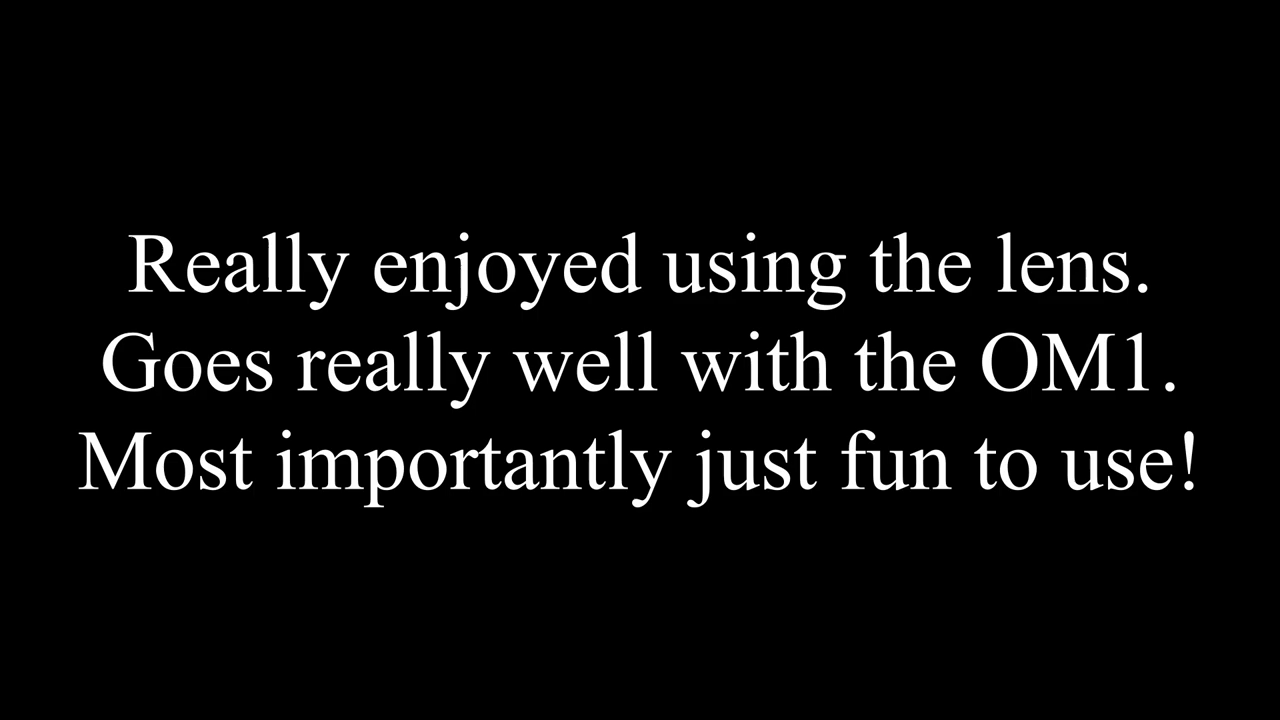 Really enjoyed using the lens.
Goes really well with the OM1.
Most importantly just fun to use!